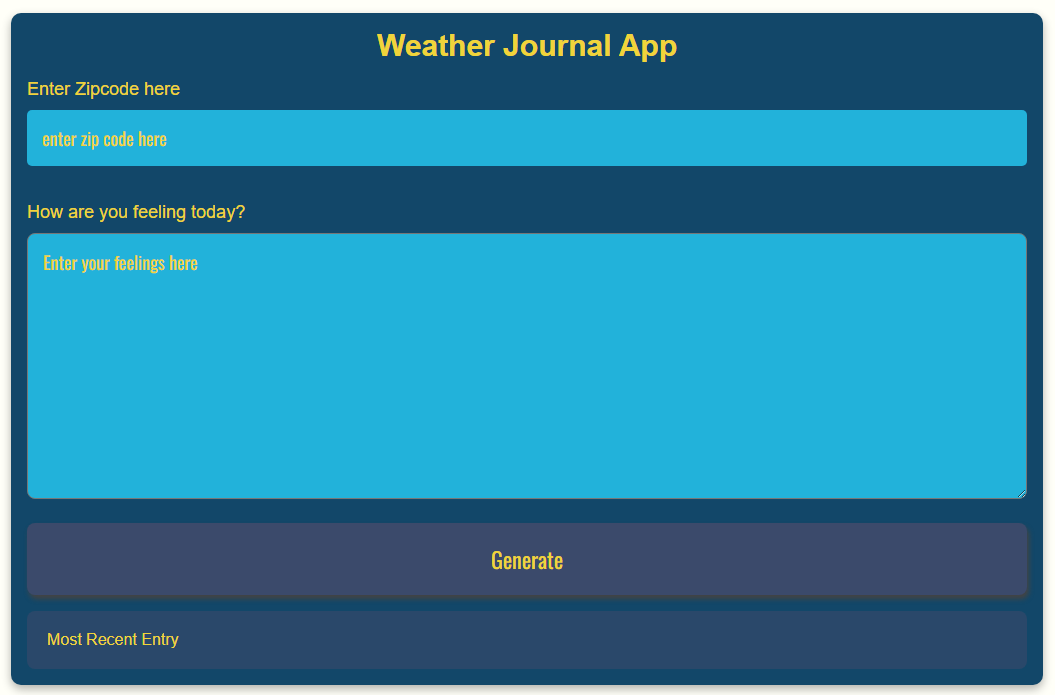 Weather Journal App
Enter Zipcode here
enter zip code here
How are you feeling today?
Enter your feelings here
Generate
Most Recent Entry